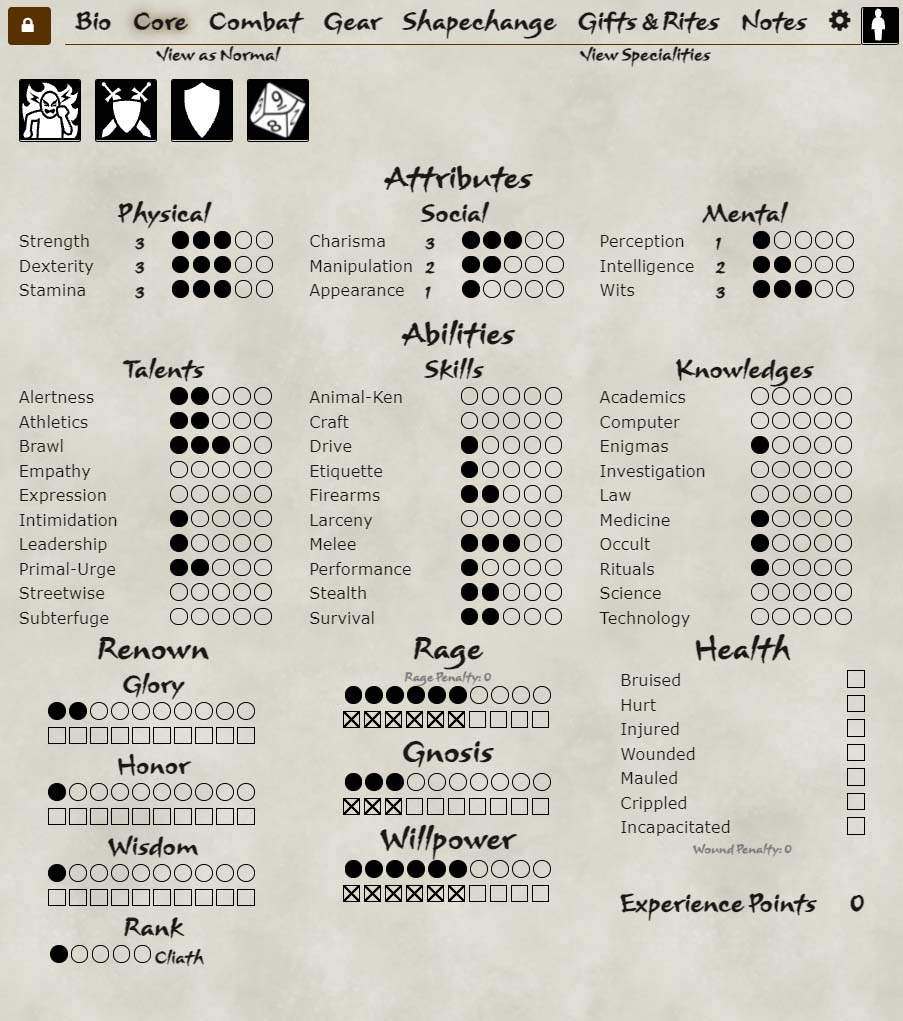 Bio Core Combat Gear Shapechange Gifts & Rites Notes
View as Normal View Specialities
9 8
Attributes
Physical Social Mental
Strength 3 Charisma 3 Perception 1
Dexterity 3 Manipulation 2 Intelligence 2
Stamina 3 Appearance 1 Wits 3
Abilities
Talents Skills Knowledges
Alertness Animal-Ken Academics
Athletics Craft Computer
Brawl Drive Enigmas
Empathy Etiquette Investigation
Expression Firearms Law
Intimidation Larceny Medicine
Leadership Melee Occult
Primal-Urge Performance Rituals
Streetwise Stealth Science
Subterfuge Survival Technology
Renown Rage Health
Rage Penalty: 0
Glory Bruised
Hurt
Injured
Gnosis Wounded
Honor Mauled
Crippled
Willpower Incapacitated
Wisdom Wound Penalty: 0
Experience Points 0
Rank
Cliath